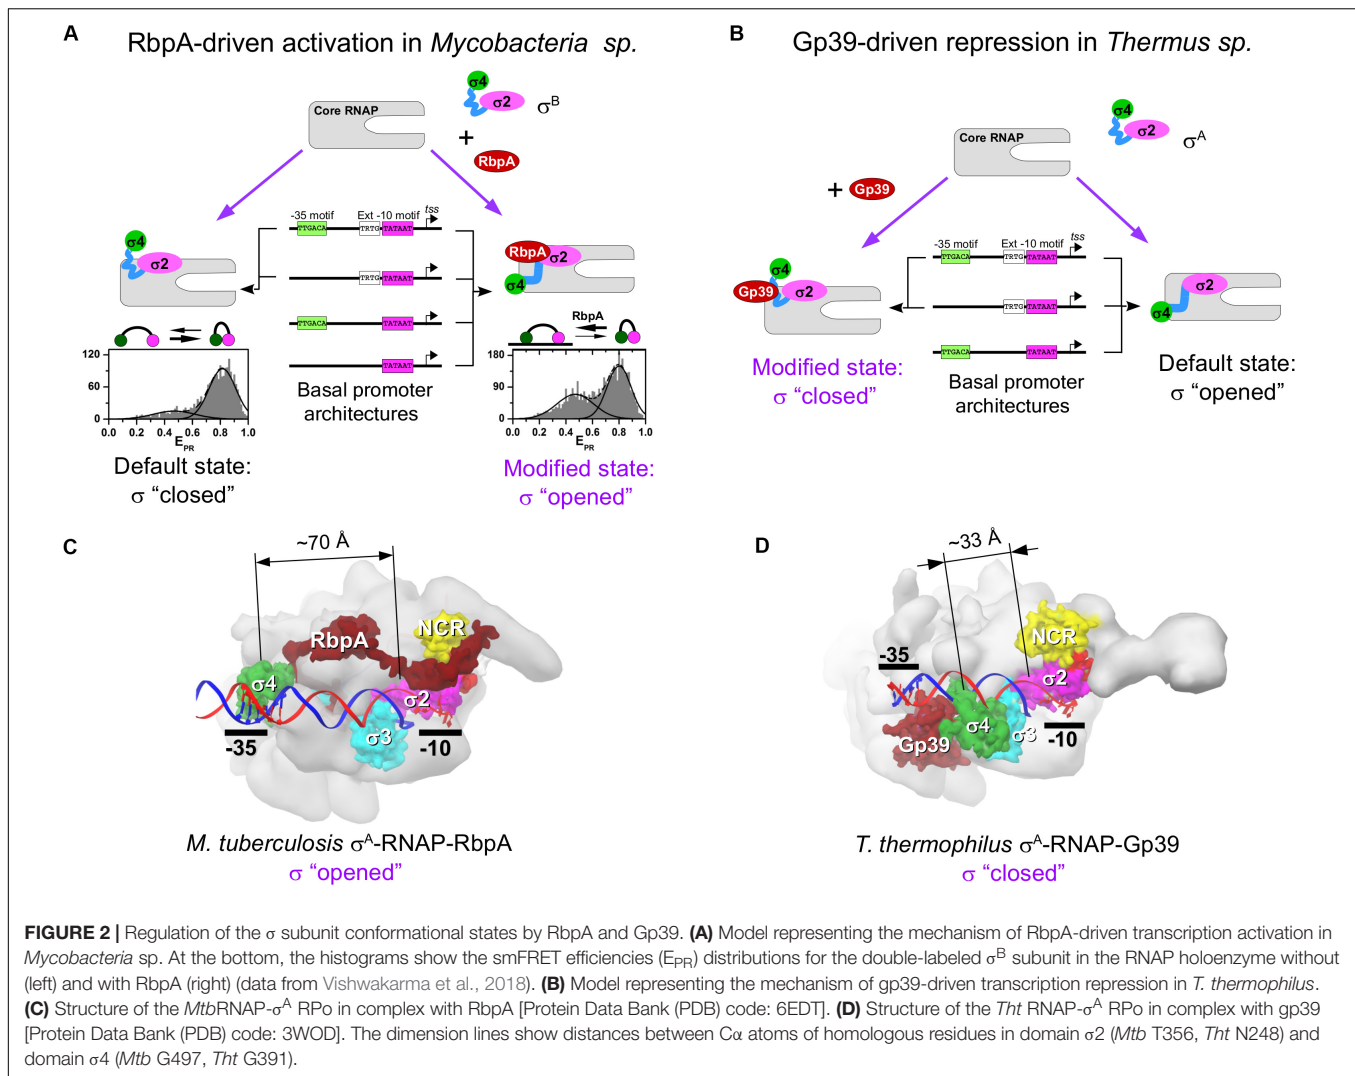 A
RbpA-driven activation in Mycobacteria sp.
σ4
σ2
σB
Core RNAP
+
RbpA
-35 motif
Ext -10 motif
tss
TTGACA
TRTG
TATAAT
TRTG
TATAAT
TTGACA
TATAAT
TATAAT
Basal promoter
architectures
σ4
σ2
RbpA
σ2
σ4
RbpA
120
60
0
0.0 0.2 0.4 0.6 0.8 1.0
EPR
Default state:
σ “closed”
180
90
0
0.0 0.2 0.4 0.6 0.8 1.0
EPR
Modified state:
σ “opened”
B
Gp39-driven repression in Thermus sp.
σ4
σ2
σA
Core RNAP
+ Gp39
-35 motif
Ext -10 motif
tss
TTGACA
TRTG
TATAAT
TRTG
TATAAT
TTGACA
TATAAT
Basal promoter
architectures
σ4
Gp39
σ2
Modified state:
σ “closed”
σ2
σ4
Default state:
σ “opened”
C
~70 Å
RbpA
NCR
σ4
σ2
σ3
-35
-10
M. tuberculosis σA-RNAP-RbpA
σ “opened”
D
~33 Å
NCR
-35
σ2
σ4
σ3
Gp39
-10
T. thermophilus σA-RNAP-Gp39
σ “closed”
FIGURE 2 | Regulation of the σ subunit conformational states by RbpA and Gp39. (A) Model representing the mechanism of RbpA-driven transcription activation in
Mycobacteria sp. At the bottom, the histograms show the smFRET efficiencies (EPR) distributions for the double-labeled σB subunit in the RNAP holoenzyme without
(left) and with RbpA (right) (data from Vishwakarma et al., 2018). (B) Model representing the mechanism of gp39-driven transcription repression in T. thermophilus.
(C) Structure of the MtbRNAP-σA RPo in complex with RbpA [Protein Data Bank (PDB) code: 6EDT]. (D) Structure of the Tht RNAP-σA RPo in complex with gp39
[Protein Data Bank (PDB) code: 3WOD]. The dimension lines show distances between Cα atoms of homologous residues in domain σ2 (Mtb T356, Tht N248) and
domain σ4 (Mtb G497, Tht G391).